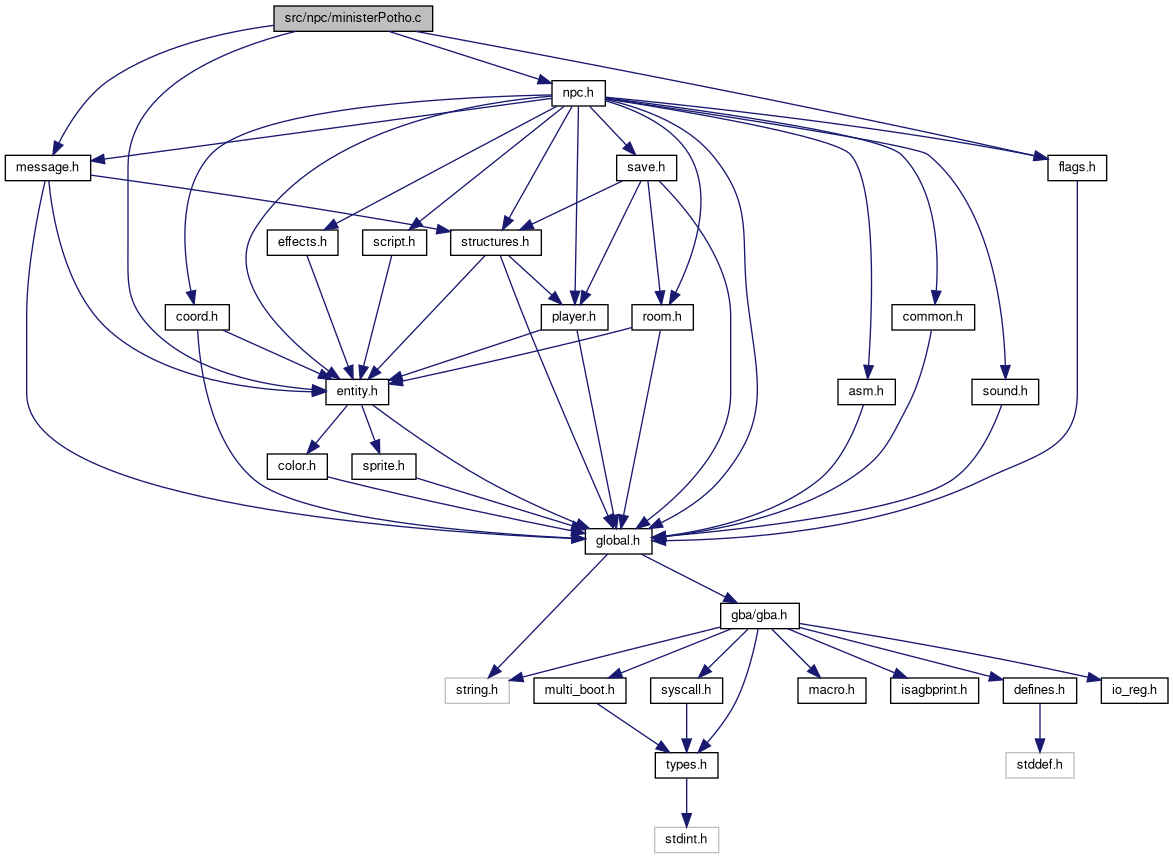 src/npc/ministerPotho.c
npc.h
message.h
save.h
flags.h
effects.h
script.h
structures.h
coord.h
player.h
room.h
common.h
entity.h
asm.h
sound.h
color.h
sprite.h
global.h
gba/gba.h
string.h
multi_boot.h
syscall.h
macro.h
isagbprint.h
defines.h
io_reg.h
types.h
stddef.h
stdint.h